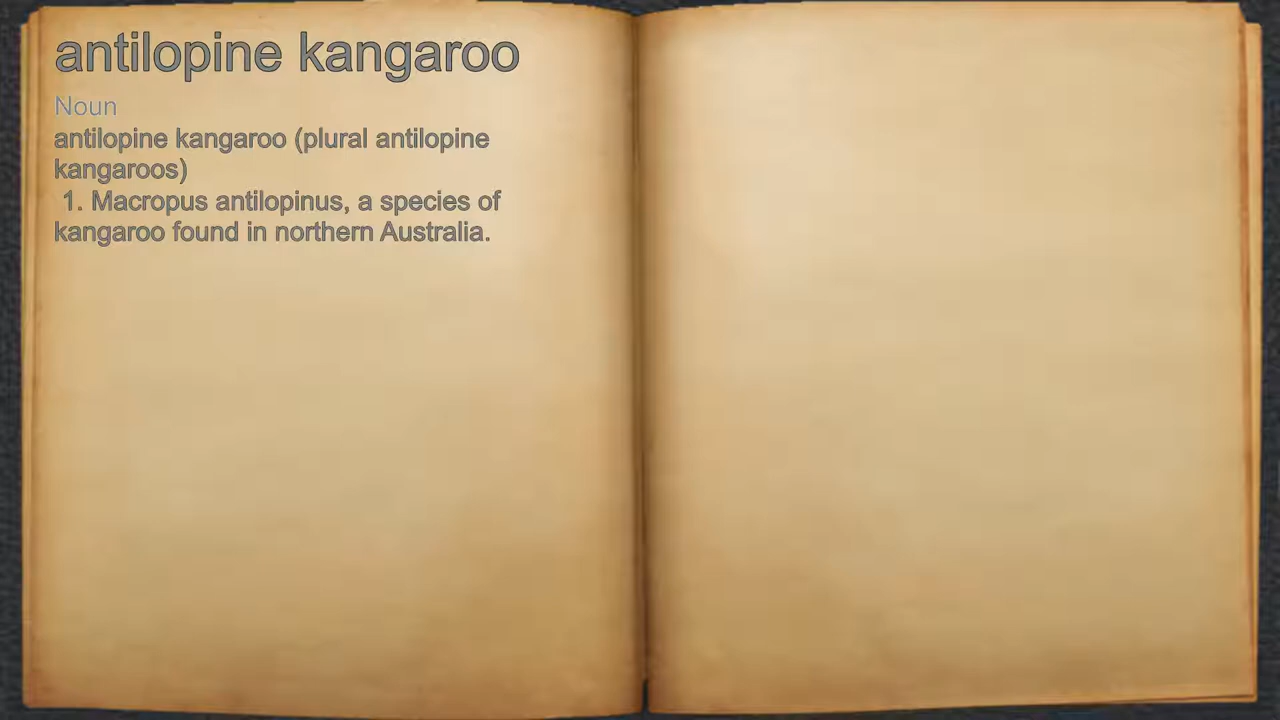 antilopine kangaroo
Noun
antilopine kangaroo (plural antilopine
kangaroos)
1. Macropus antilopinus, a species of
kangaroo found in northern Australia.